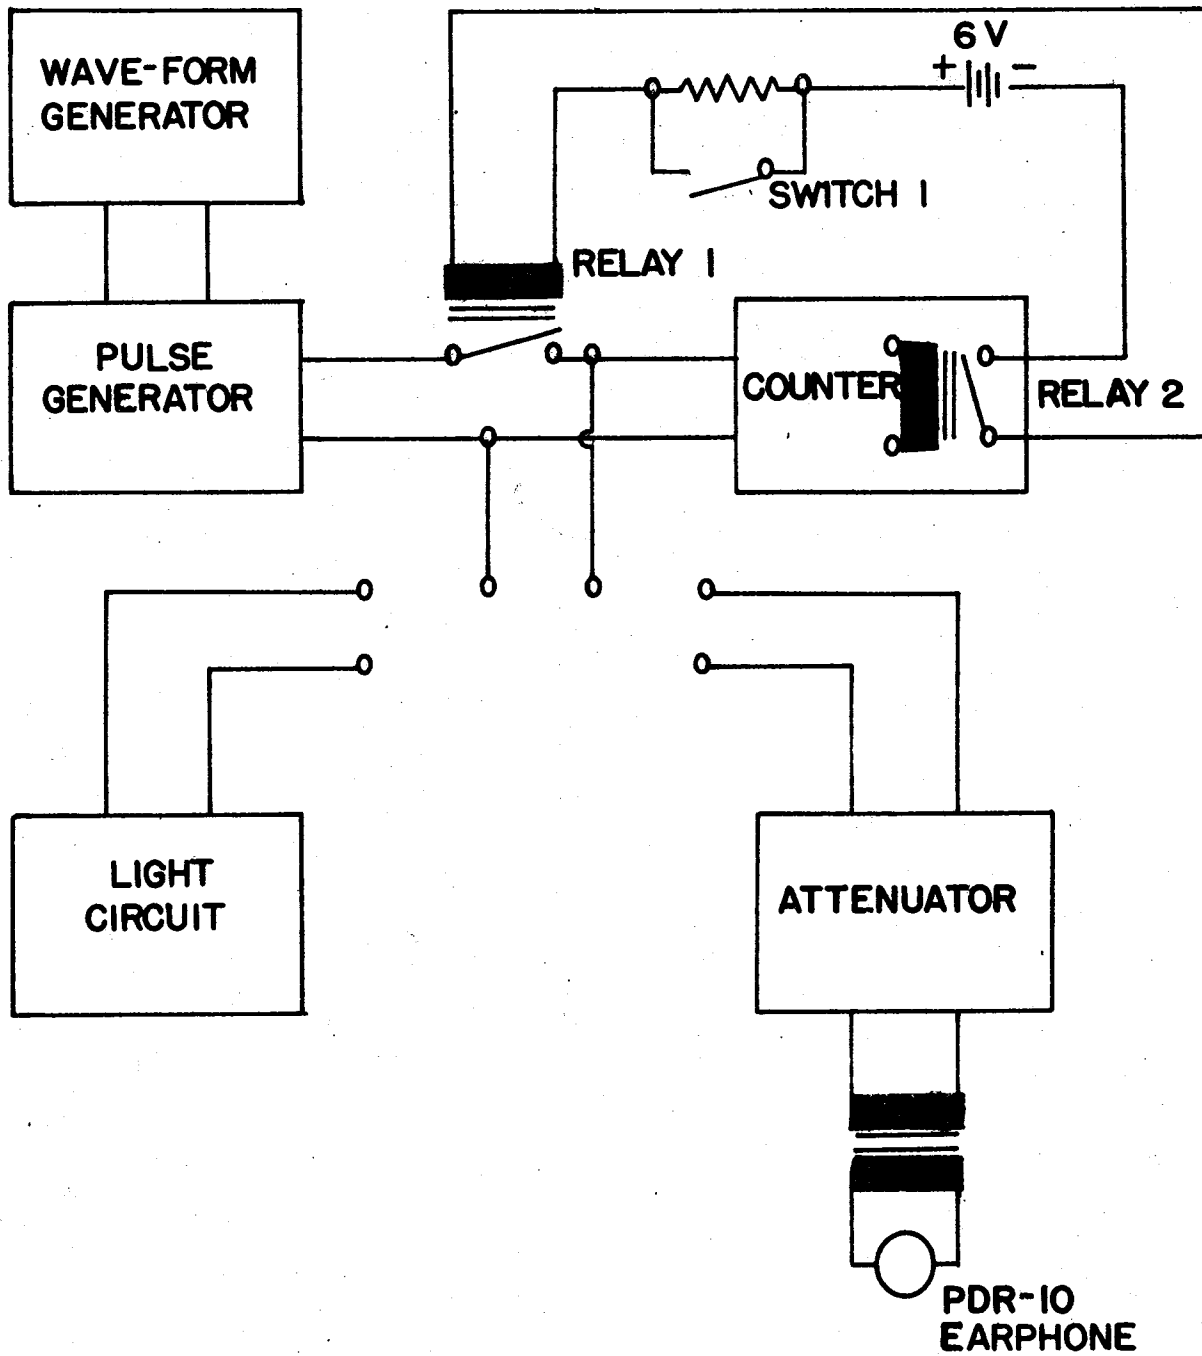 WAVE-FORM
GENERATOR
6 V
+ −
SWITCH 1
RELAY 1
PULSE
GENERATOR
COUNTER
RELAY 2
LIGHT
CIRCUIT
ATTENUATOR
PDR-10
EARPHONE